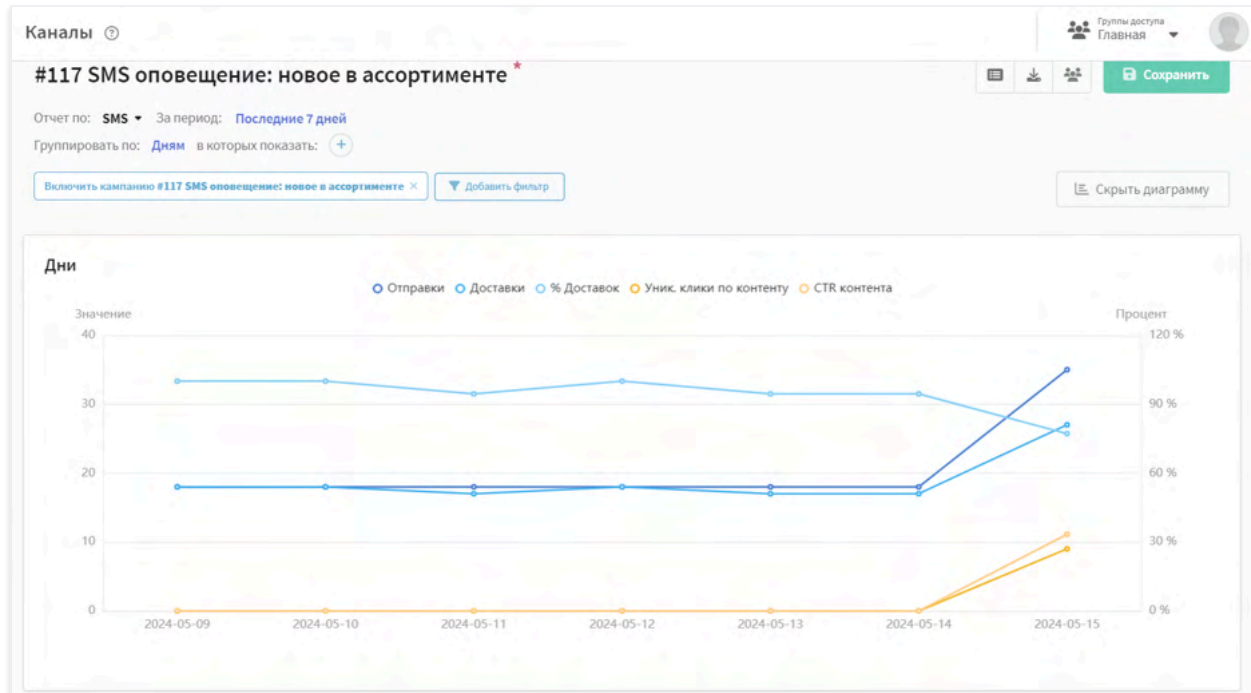 Каналы ?
Группы доступа
Главная
#117 SMS оповещение: новое в ассортименте *
Сохранить
Отчет по: SMS За период: Последние 7 дней
Группировать по: Дням в которых показать: +
Включить кампанию #117 SMS оповещение: новое в ассортименте × Добавить фильтр
Скрыть диаграмму
Дни
Отправки Доставки % Доставок Уник. клики по контенту CTR контента
Значение Процент
40 120 %
30 90 %
20 60 %
10 30 %
0 0 %
2024-05-09 2024-05-10 2024-05-11 2024-05-12 2024-05-13 2024-05-14 2024-05-15